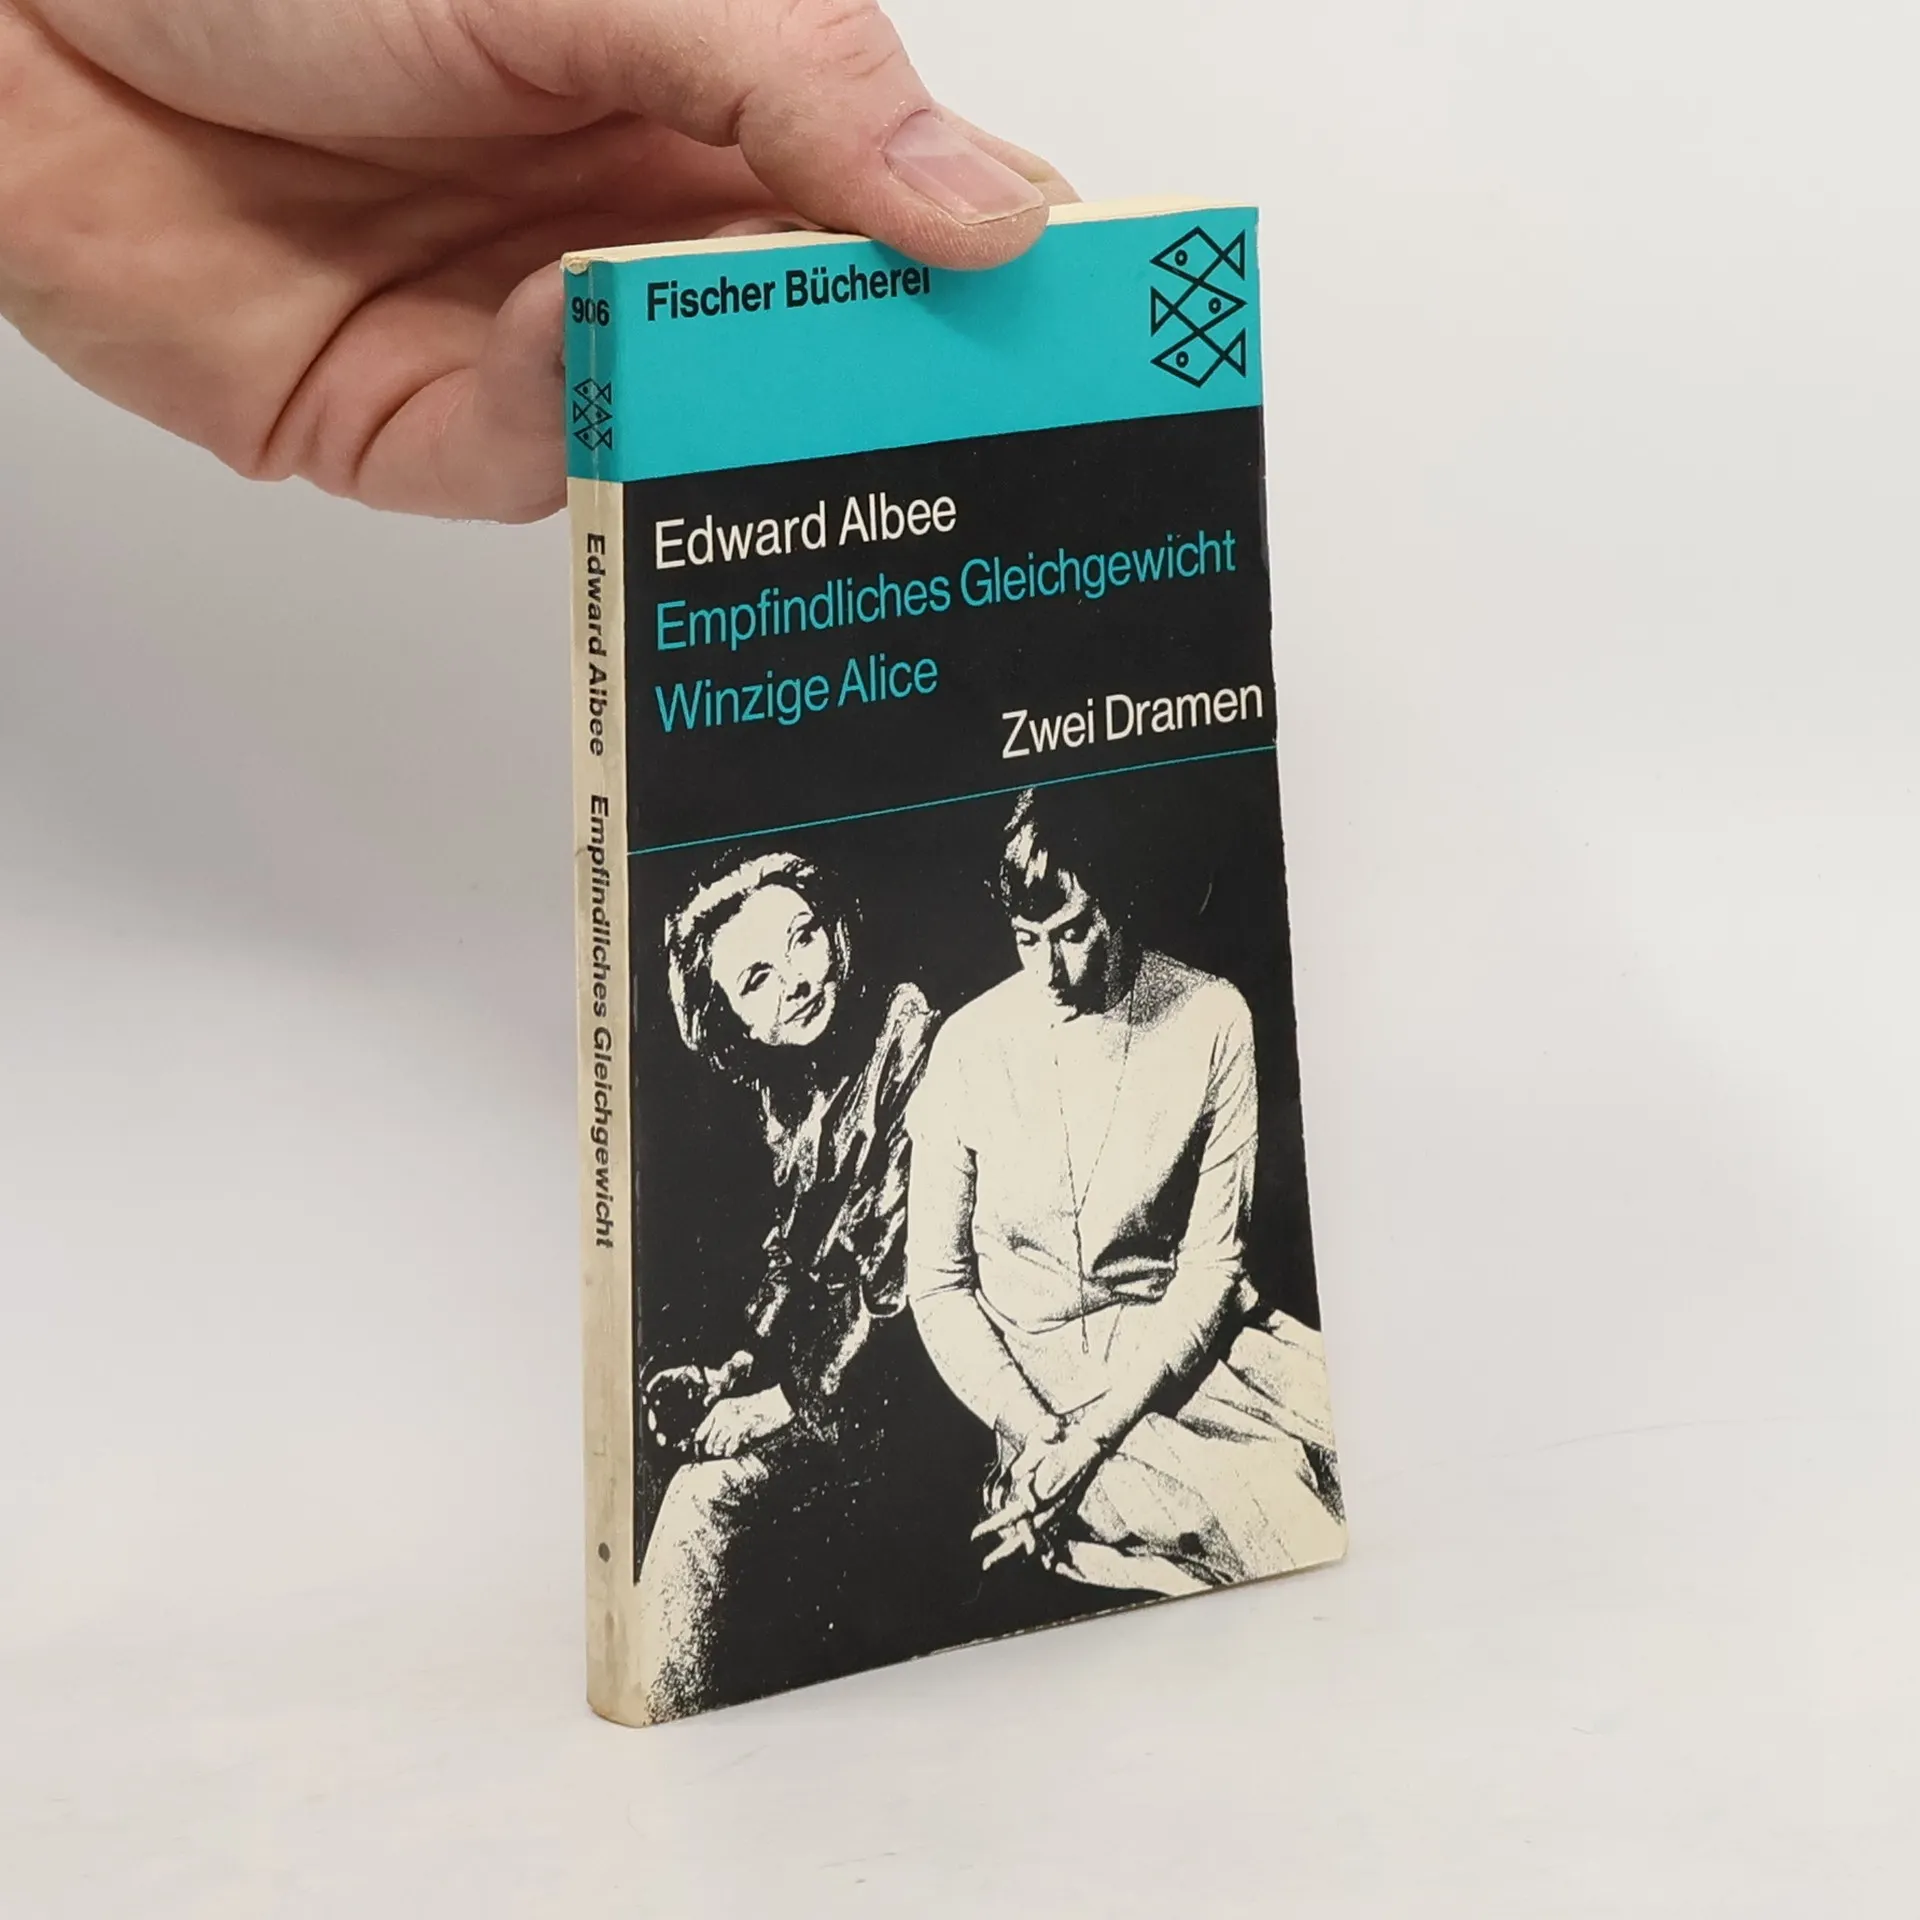 906
Edward Albee Empfindliches Gleichgewicht
Fischer Bücherei
Edward Albee
Empfindliches Gleichgewicht
Winzige Alice
Zwei Dramen